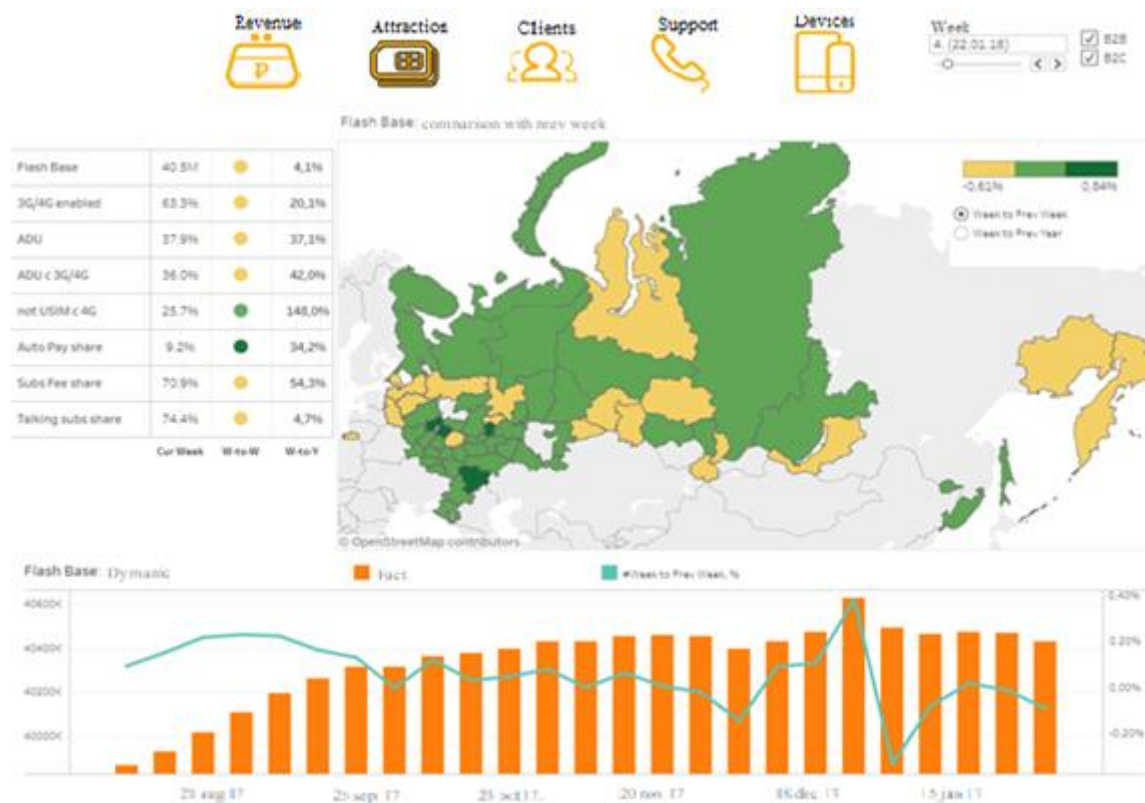 Revenue Attraction Clients Support Devices
Week
4 (22.01.18)
B2B
B2C
Flash Base: comparison with prev week
Flash Base 40.5M 4,1%
3G/4G enabled 63.3% 20,1%
ADU 37.9% 37,1%
ADU c 3G/4G 36.0% 42,0%
not USIM c 4G 25.7% 148,0%
Auto Pay share 9.2% 34,2%
Subs Fee share 70.9% 54,3%
Talking subs share 74.4% 4,7%
Cur Week W-to-W W-to-Y
-0,61% 0,84%
Week to Prev Week
Week to Prev Year
© OpenStreetMap contributors
Flash Base: Dynamic Fact #Week to Prev Week, %
40600K 0.40%
40400K 0.20%
40200K 0.00%
40000K -0.20%
aug 17 sept 17 oct 17 20 nov 17 dec 17 15 jan 17